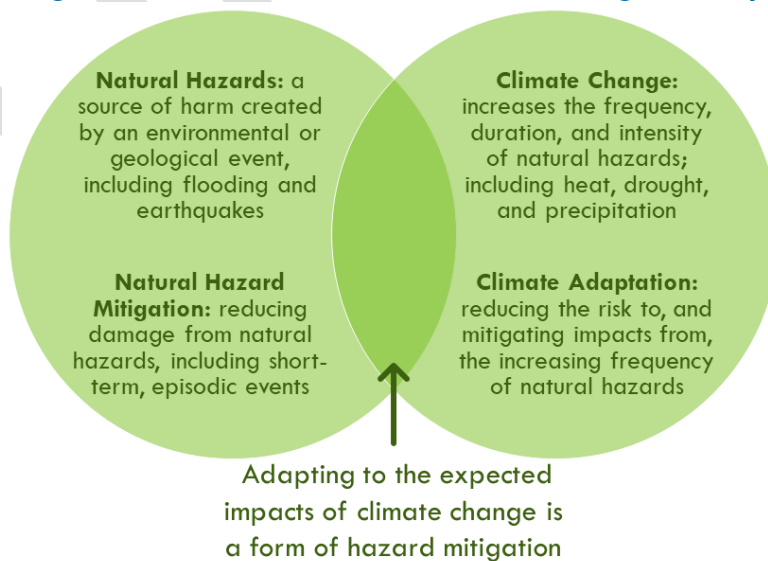 Natural Hazards: a
source of harm created
by an environmental or
geological event,
including flooding and
earthquakes
Natural Hazard
Mitigation: reducing
damage from natural
hazards, including short-
term, episodic events
Climate Change:
increases the frequency,
duration, and intensity
of natural hazards;
including heat, drought,
and precipitation
Climate Adaptation:
reducing the risk to, and
mitigating impacts from,
the increasing frequency
of natural hazards
Adapting to the expected
impacts of climate change is
a form of hazard mitigation